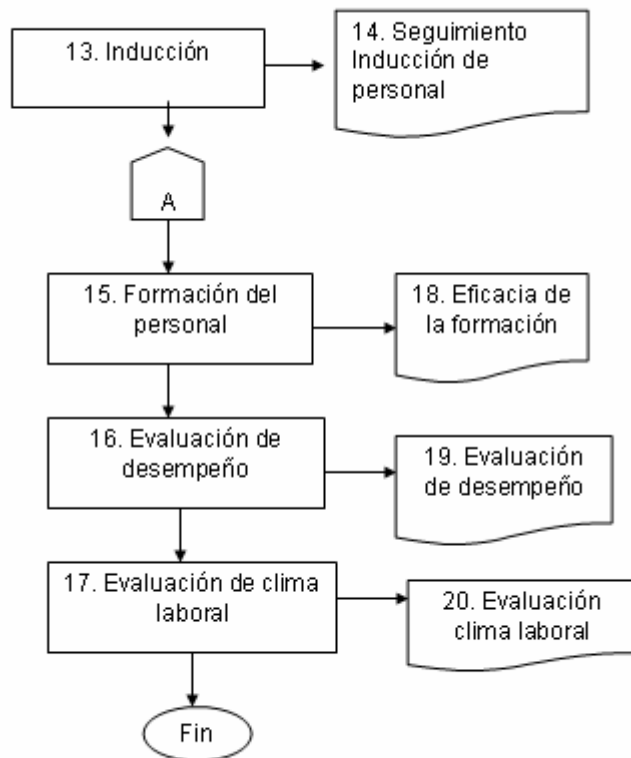 13. Inducción
14. Seguimiento
Inducción de
personal
A
15. Formación del
personal
18. Eficacia de
la formación
16. Evaluación de
desempeño
19. Evaluación
de desempeño
17. Evaluación de clima
laboral
20. Evaluación
clima laboral
Fin